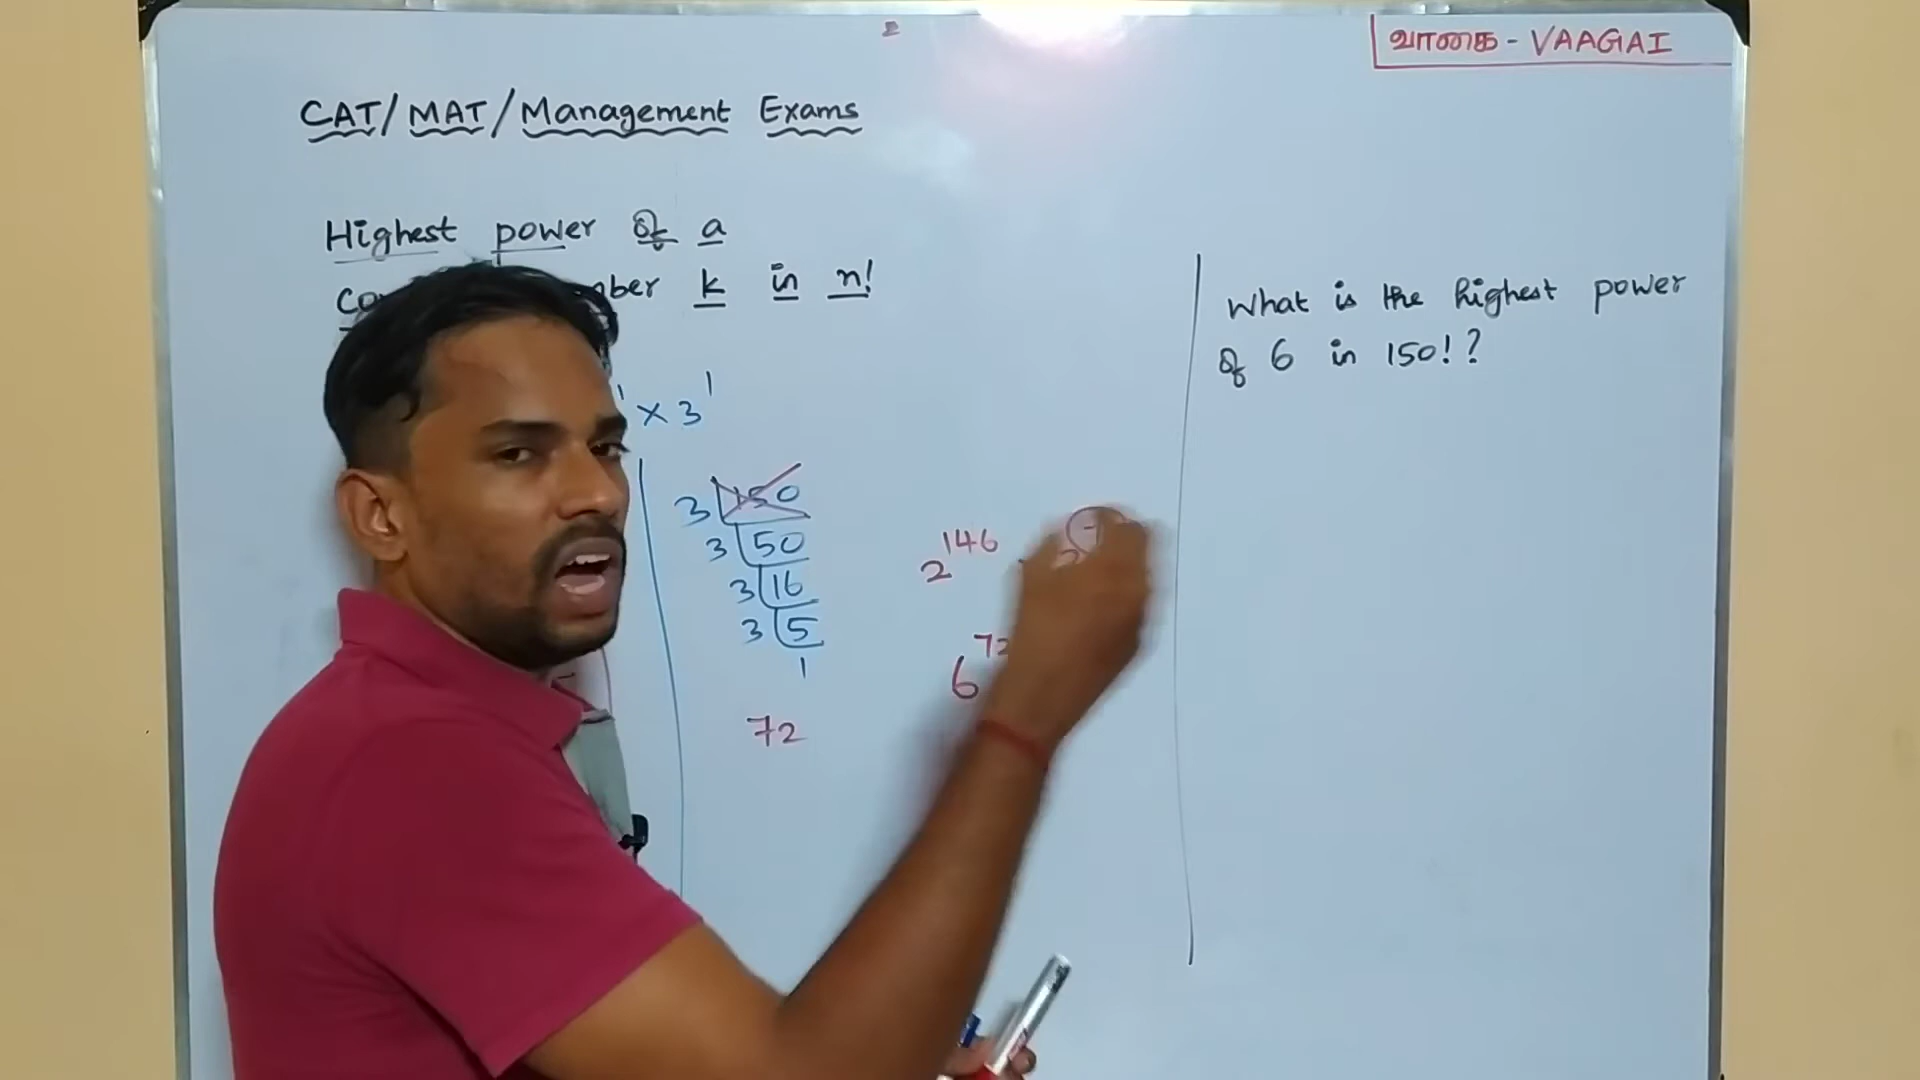 வாகை - VAAGAI
CAT/MAT/Management Exams
Highest power of a
k in n!
x 3^1
3 150
3 50
3 16
3 5
1
72
2^146
6^72
What is the highest power
of 6 in 150!?